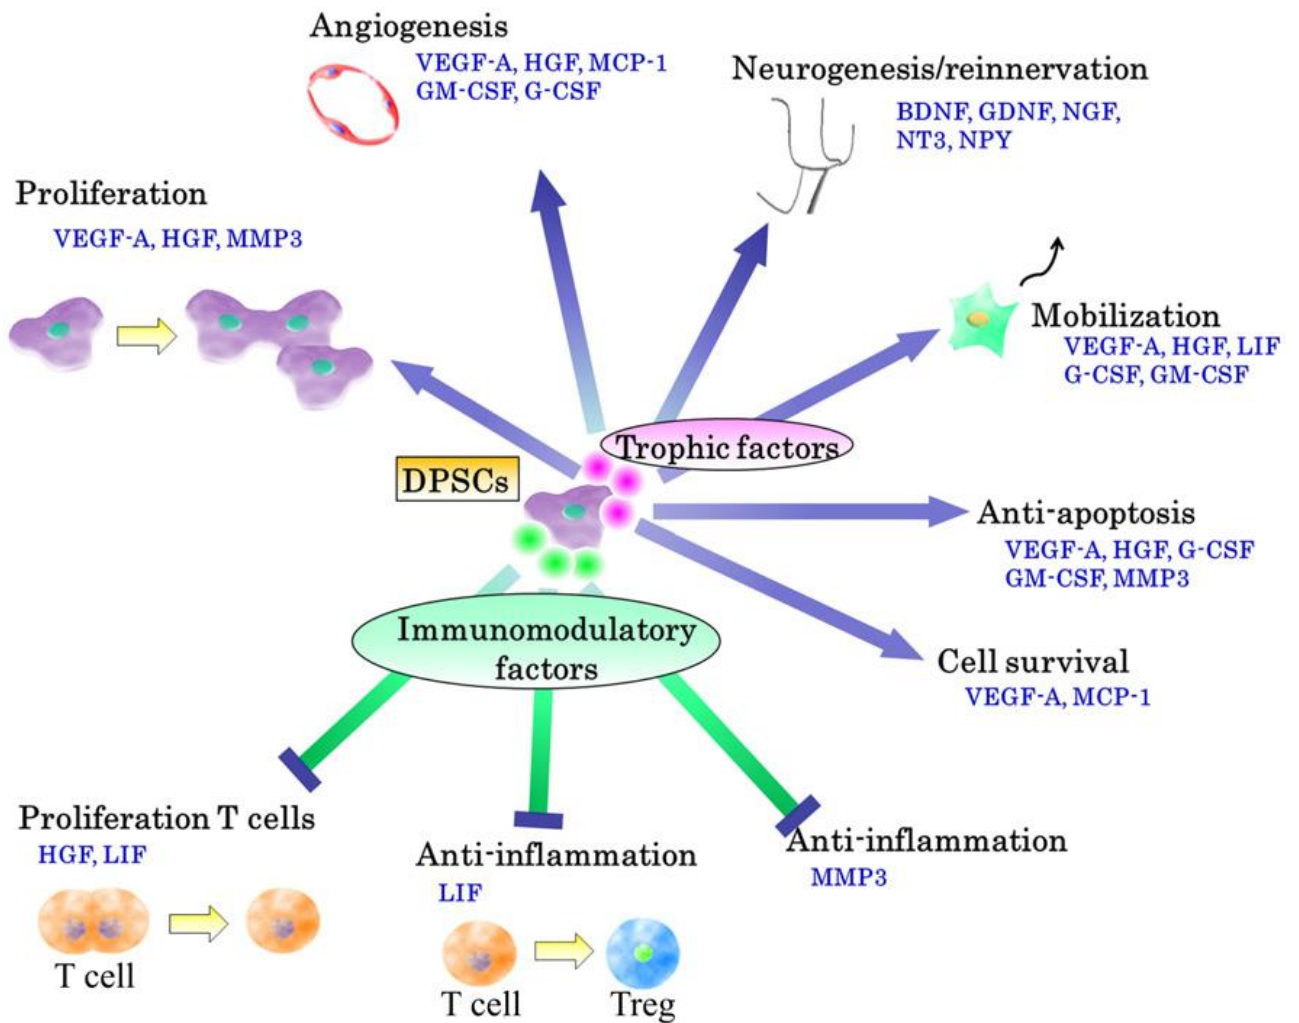 Angiogenesis
VEGF-A, HGF, MCP-1
GM-CSF, G-CSF
Neurogenesis/reinnervation
BDNF, GDNF, NGF,
NT3, NPY
Proliferation
VEGF-A, HGF, MMP3
Mobilization
VEGF-A, HGF, LIF
G-CSF, GM-CSF
Trophic factors
DPSCs
Anti-apoptosis
VEGF-A, HGF, G-CSF
GM-CSF, MMP3
Immunomodulatory
factors
Cell survival
VEGF-A, MCP-1
Proliferation T cells
HGF, LIF
T cell
Anti-inflammation
LIF
T cell
Treg
Anti-inflammation
MMP3